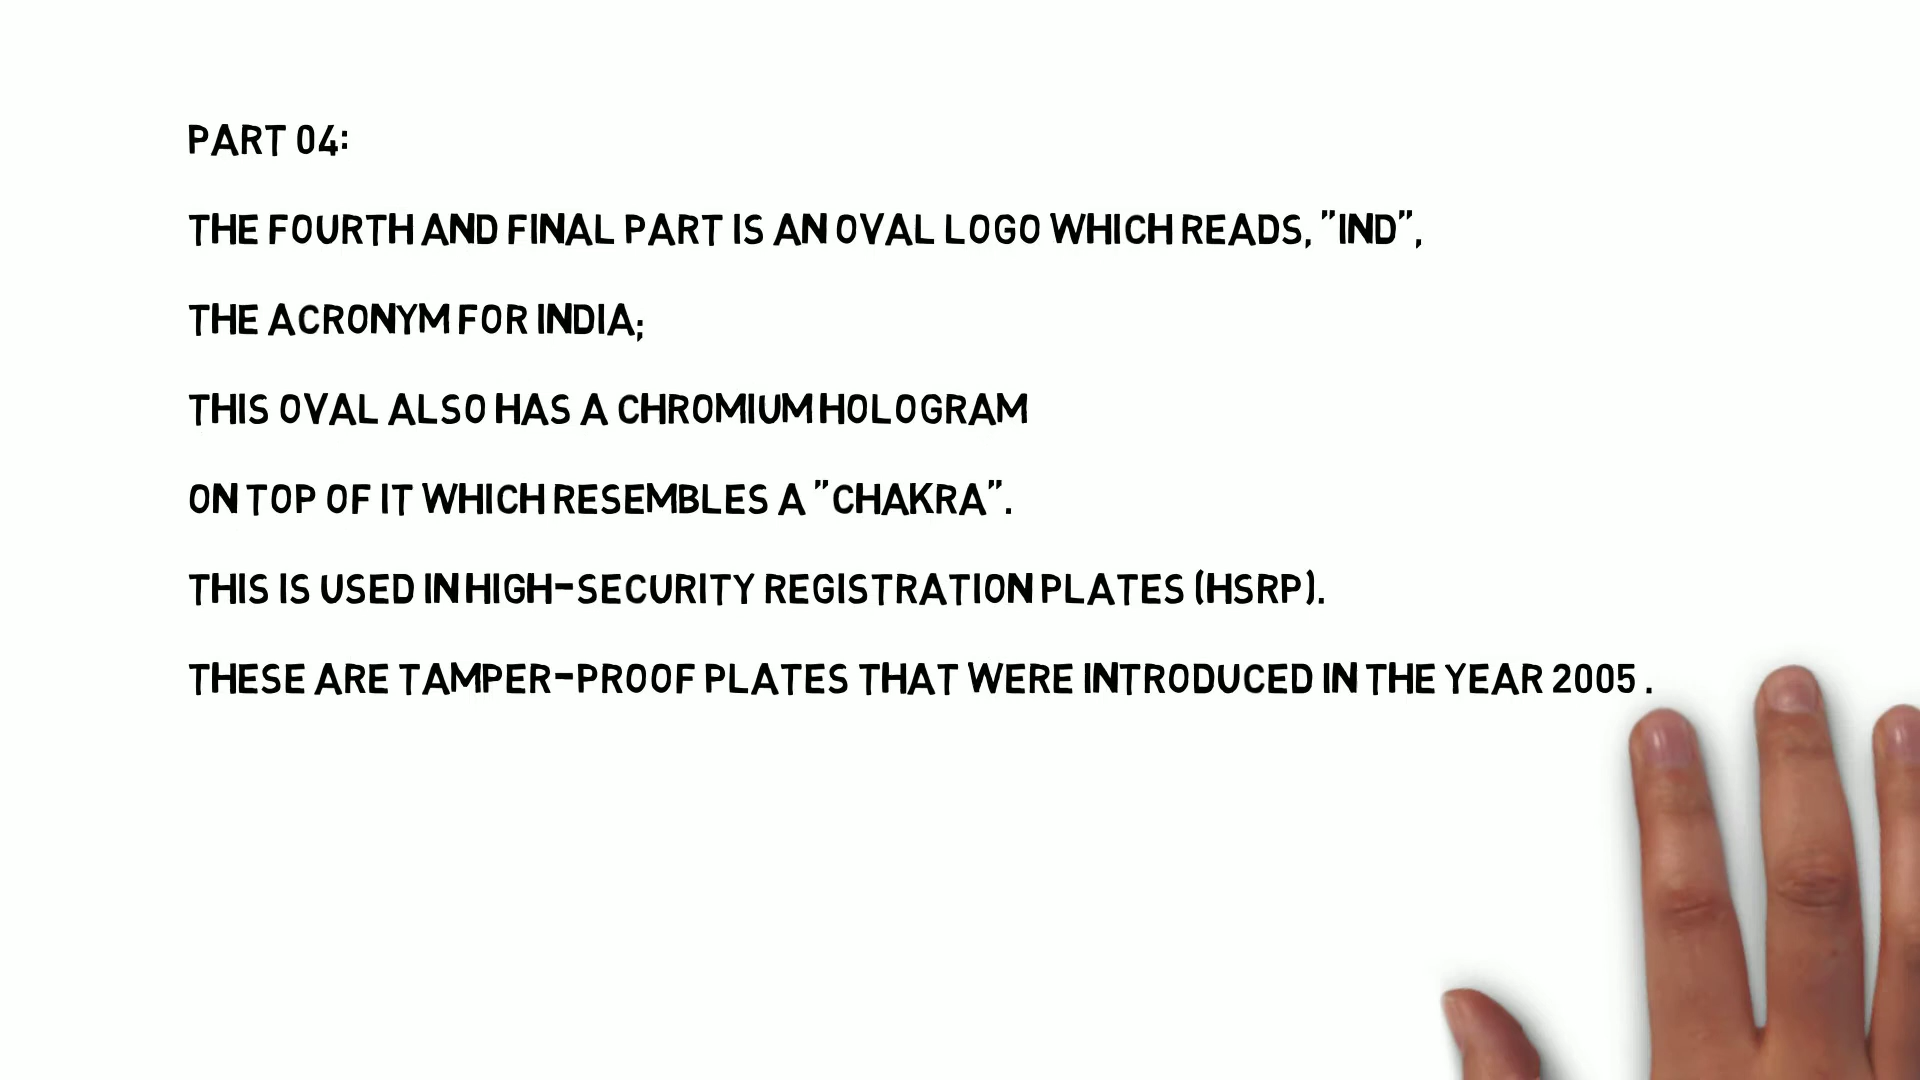 PART 04:
THE FOURTH AND FINAL PART IS AN OVAL LOGO WHICH READS, "IND",
THE ACRONYM FOR INDIA;
THIS OVAL ALSO HAS A CHROMIUM HOLOGRAM
ON TOP OF IT WHICH RESEMBLES A "CHAKRA".
THIS IS USED IN HIGH-SECURITY REGISTRATION PLATES (HSRP).
THESE ARE TAMPER-PROOF PLATES THAT WERE INTRODUCED IN THE YEAR 2005 .